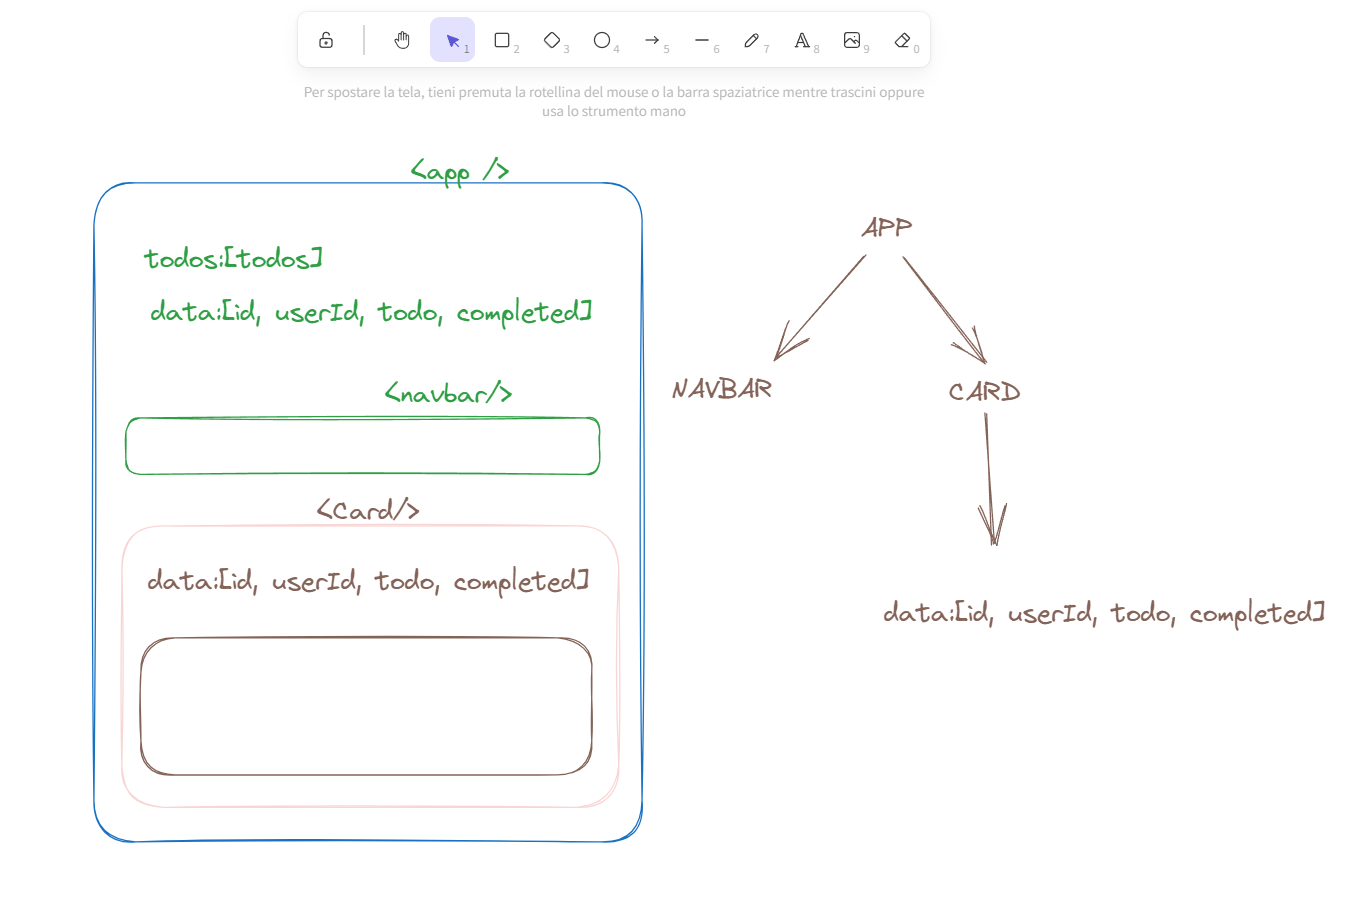 1 2 3 4 5 6 7 8 9 0
Per spostare la tela, tieni premuta la rotellina del mouse o la barra spaziatrice mentre trascini oppure
usa lo strumento mano
<app />
todos:[todos]
data:[id, userId, todo, completed]
<navbar/>
<Card/>
data:[id, userId, todo, completed]
APP
NAVBAR
CARD
data:[id, userId, todo, completed]